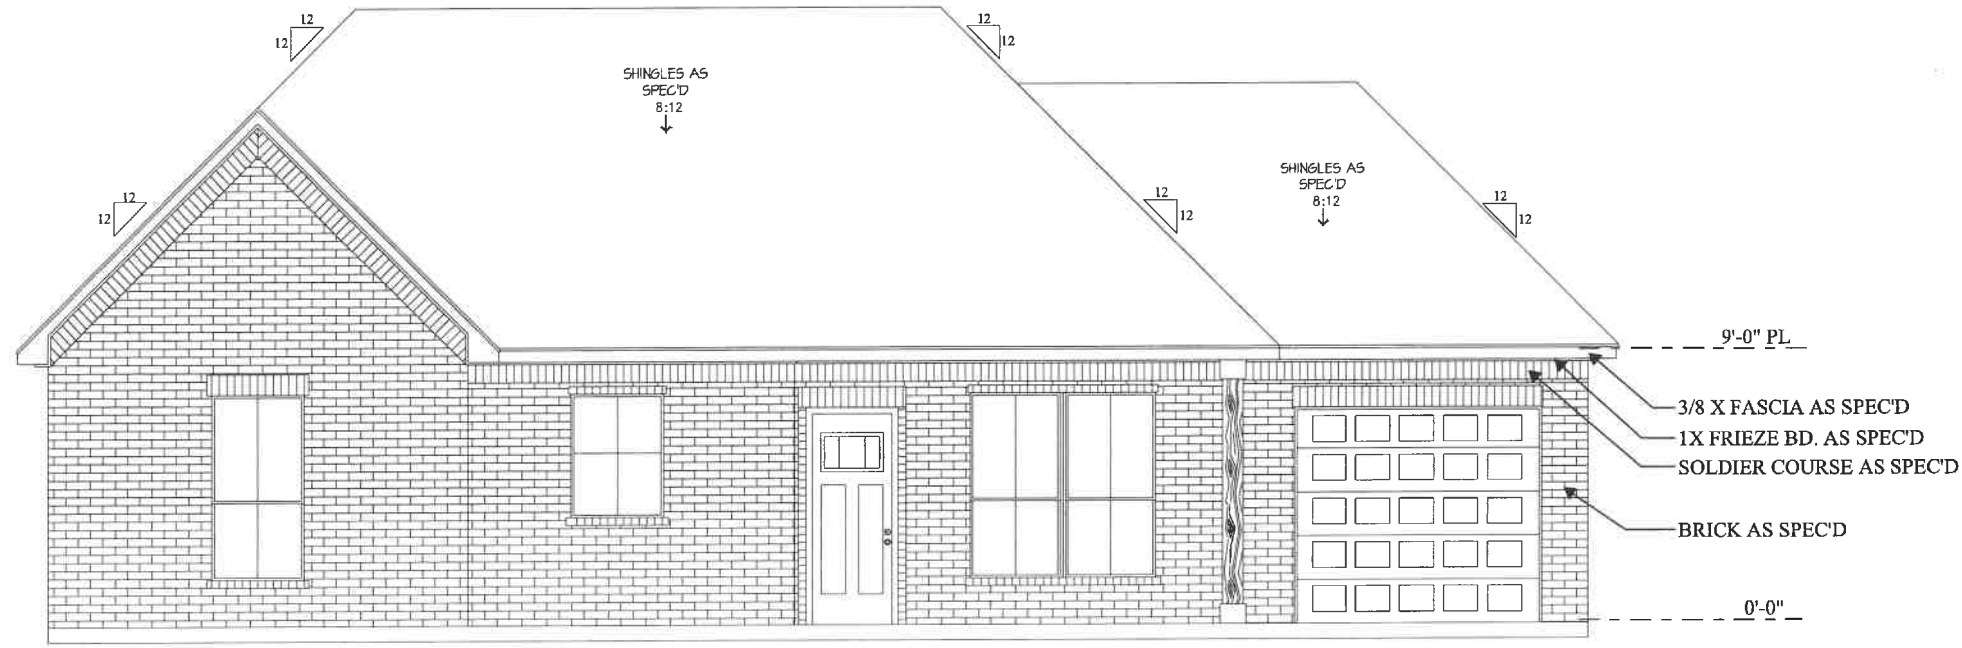 12
12
12
12
SHINGLES AS
SPEC'D
8:12
SHINGLES AS
SPEC'D
8:12
12
12
12
12
12
12
9'-0" PL
3/8 X FASCIA AS SPEC'D
1X FRIEZE BD. AS SPEC'D
SOLDIER COURSE AS SPEC'D
BRICK AS SPEC'D
0'-0"